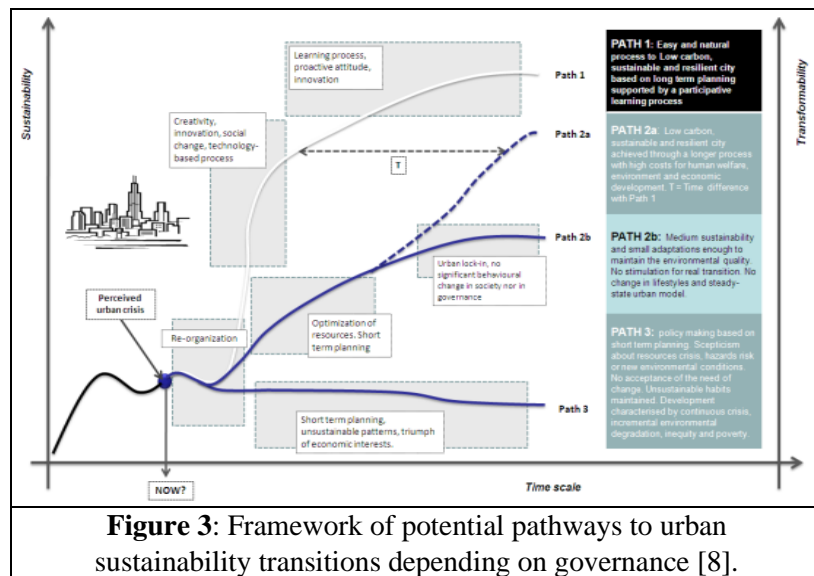 Sustainability
Learning process,
proactive attitude,
innovation
Path 1
Creativity,
innovation, social
change, technology-
based process
Path 2a
T
Path 2b
Urban lock-in, no
significant behavioural
change in society nor in
governance
Perceived
urban crisis
Re-organization
Optimization of
resources. Short
term planning
Path 3
Short term planning,
unsustainable patterns, triumph
of economic interests.
NOW?
Time scale
PATH 1: Easy and natural
process to Low carbon,
sustainable and resilient city
based on long term planning
supported by a participative
learning process
PATH 2a: Low carbon,
sustainable and resilient city
achieved through a longer process
with high costs for human welfare,
environment and economic
development. T = Time difference
with Path 1
PATH 2b: Medium sustainability
and small adaptations enough to
maintain the environmental quality.
No stimulation for real transition. No
change in lifestyles and steady-
state urban model.
PATH 3: policy making based on
short term planning. Scepticism
about resources crisis, hazards risk
or new environmental conditions.
No acceptance of the need of
change. Unsustainable habits
maintained. Development
characterised by continuous crisis,
incremental environmental
degradation, inequity and poverty.
Transformability
Figure 3: Framework of potential pathways to urban
sustainability transitions depending on governance [8].